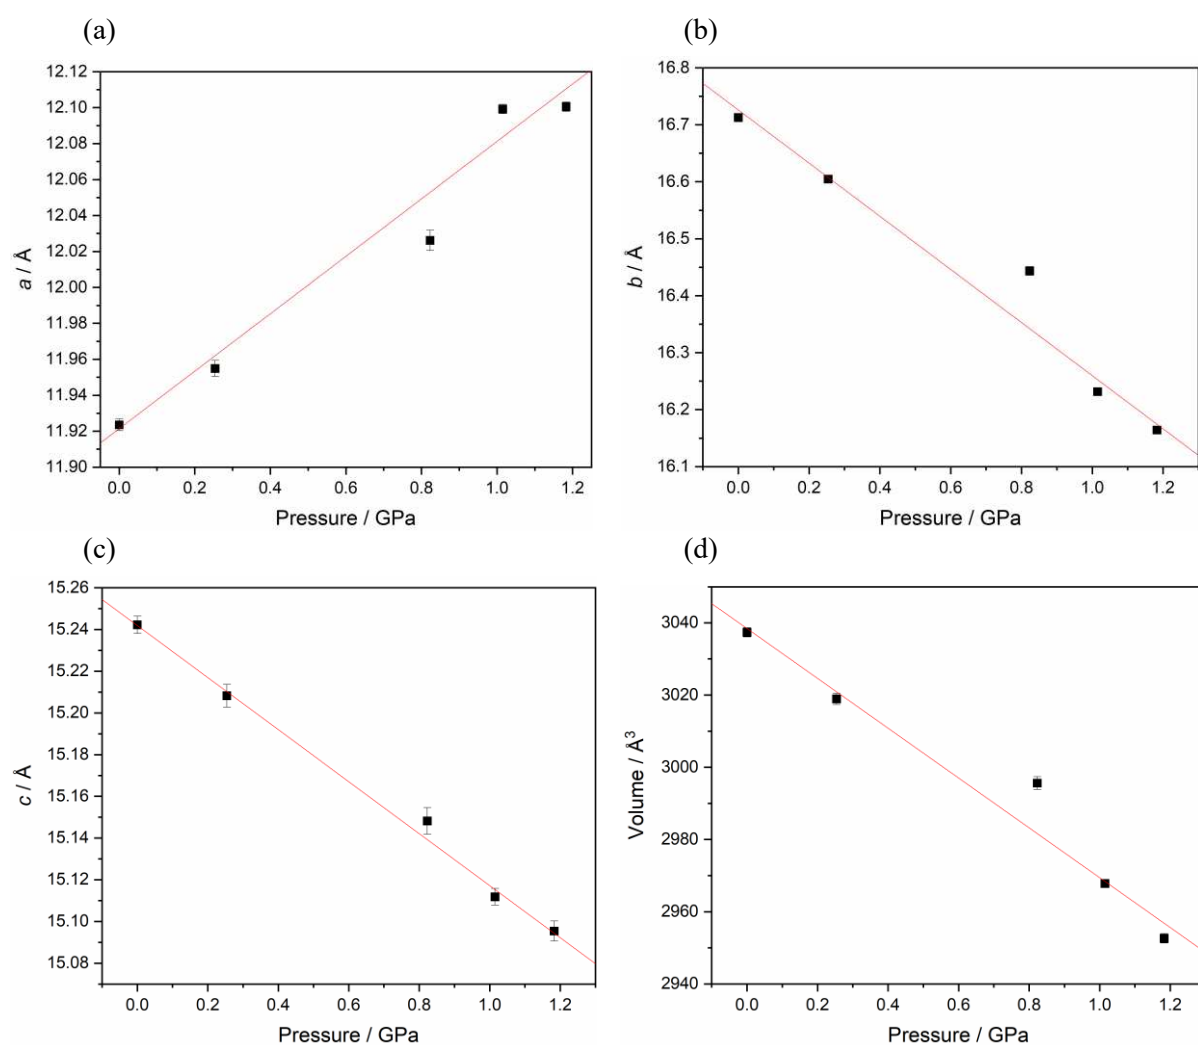 (a)
12.12
12.10
12.08
12.06
12.04
12.02
12.00
11.98
11.96
11.94
11.92
11.90
a / Å
0.0 0.2 0.4 0.6 0.8 1.0 1.2
Pressure / GPa
(b)
16.8
16.7
16.6
16.5
16.4
16.3
16.2
16.1
b / Å
0.0 0.2 0.4 0.6 0.8 1.0 1.2
Pressure / GPa
(c)
15.26
15.24
15.22
15.20
15.18
15.16
15.14
15.12
15.10
15.08
c / Å
0.0 0.2 0.4 0.6 0.8 1.0 1.2
Pressure / GPa
(d)
3040
3020
3000
2980
2960
2940
Volume / Å³
0.0 0.2 0.4 0.6 0.8 1.0 1.2
Pressure / GPa